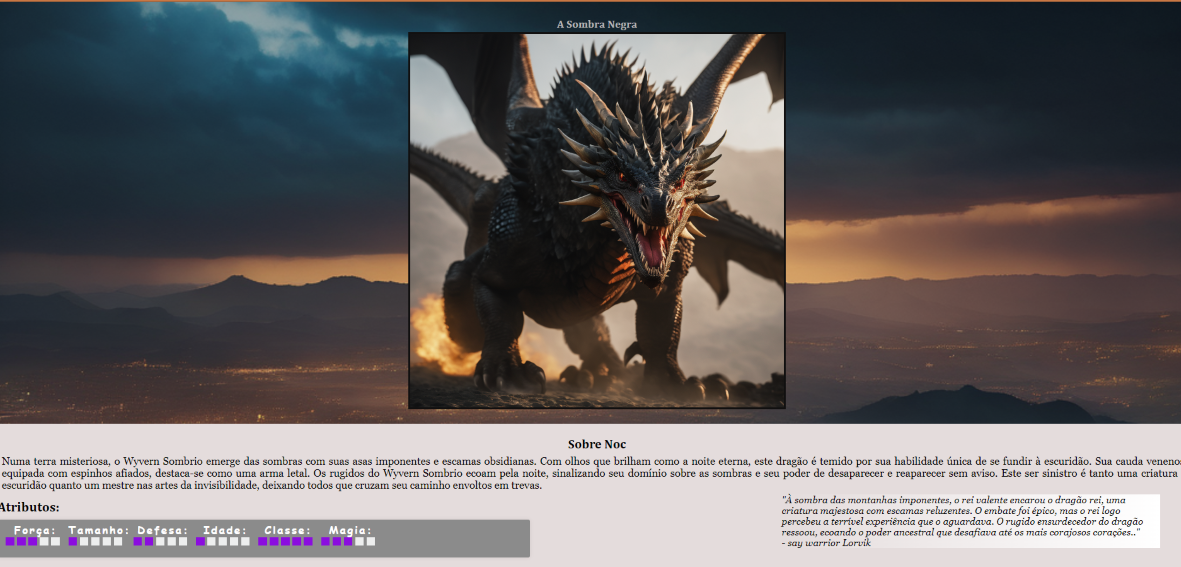 A Sombra Negra
Sobre Noc
Numa terra misteriosa, o Wyvern Sombrio emerge das sombras com suas asas imponentes e escamas obsidianas. Com olhos que brilham como a noite eterna, este dragão é temido por sua habilidade única de se fundir à escuridão. Sua cauda
equipada com espinhos afiados, destaca-se como uma arma letal. Os rugidos do Wyvern Sombrio ecoam pela noite, sinalizando seu domínio sobre as sombras e seu poder de desaparecer e reaparecer sem aviso. Este ser sinistro é tanto uma criatura
escuridão quanto um mestre nas artes da invisibilidade, deixando todos que cruzam seu caminho envoltos em trevas.
Atributos:
Força: Tamanho: Defesa: Idade: Classe: Magia:
"À sombra das montanhas imponentes, o rei valente encarou o dragão rei, uma
criatura majestosa com escamas reluzentes. O embate foi épico, mas o rei logo
percebeu a terrível experiência que o aguardava. O rugido ensurdecedor do dragão
ressoou, ecoando o poder ancestral que desafiava até os mais corajosos corações.."
- say warrior Lorvik